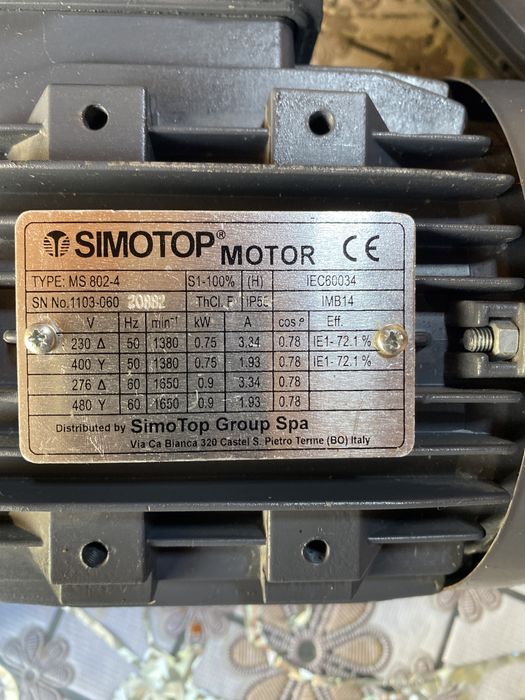 SIMOTOP® MOTOR CE
TYPE: MS 802-4 S1-100% (H) IEC60034
SN No.1103-060 20882 ThCl. F IP55 IMB14
V Hz min⁻¹ kW A cos φ Eff.
230 Δ 50 1380 0.75 3.34 0.78 IE1- 72.1 %
400 Y 50 1380 0.75 1.93 0.78 IE1- 72.1 %
276 Δ 60 1650 0.9 3.34 0.78
480 Y 60 1650 0.9 1.93 0.78
Distributed by SimoTop Group Spa
Via Ca Bianca 320 Castel S. Pietro Terme (BO) Italy